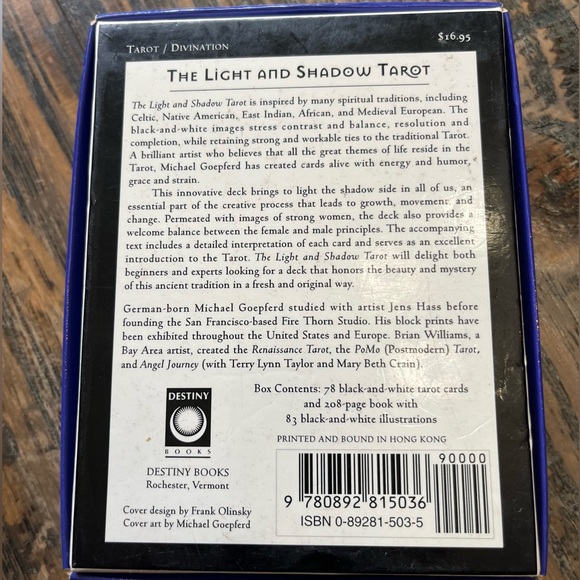 TAROT / DIVINATION
$16.95
THE LIGHT AND SHADOW TAROT
The Light and Shadow Tarot is inspired by many spiritual traditions, including
Celtic, Native American, East Indian, African, and Medieval European. The
black-and-white images stress contrast and balance, resolution and
completion, while retaining strong and workable ties to the traditional Tarot.
A brilliant artist who believes that all the great themes of life reside in the
Tarot, Michael Goepferd has created cards alive with energy and humor,
grace and strain.
This innovative deck brings to light the shadow side in all of us, an
essential part of the creative process that leads to growth, movement, and
change. Permeated with images of strong women, the deck also provides a
welcome balance between the female and male principles. The accompanying
text includes a detailed interpretation of each card and serves as an excellent
introduction to the Tarot. The Light and Shadow Tarot will delight both
beginners and experts looking for a deck that honors the beauty and mystery
of this ancient tradition in a fresh and original way.
German-born Michael Goepferd studied with artist Jens Hass before
founding the San Francisco-based Fire Thorn Studio. His block prints have
been exhibited throughout the United States and Europe. Brian Williams, a
Bay Area artist, created the Renaissance Tarot, the PoMo (Postmodern) Tarot,
and Angel Journey (with Terry Lynn Taylor and Mary Beth Crain).
Box Contents: 78 black-and-white tarot cards
and 208-page book with
83 black-and-white illustrations
PRINTED AND BOUND IN HONG KONG
DESTINY
BOOKS
DESTINY BOOKS
Rochester, Vermont
Cover design by Frank Olinsky
Cover art by Michael Goepferd
90000
9 780892 815036
ISBN 0-89281-503-5